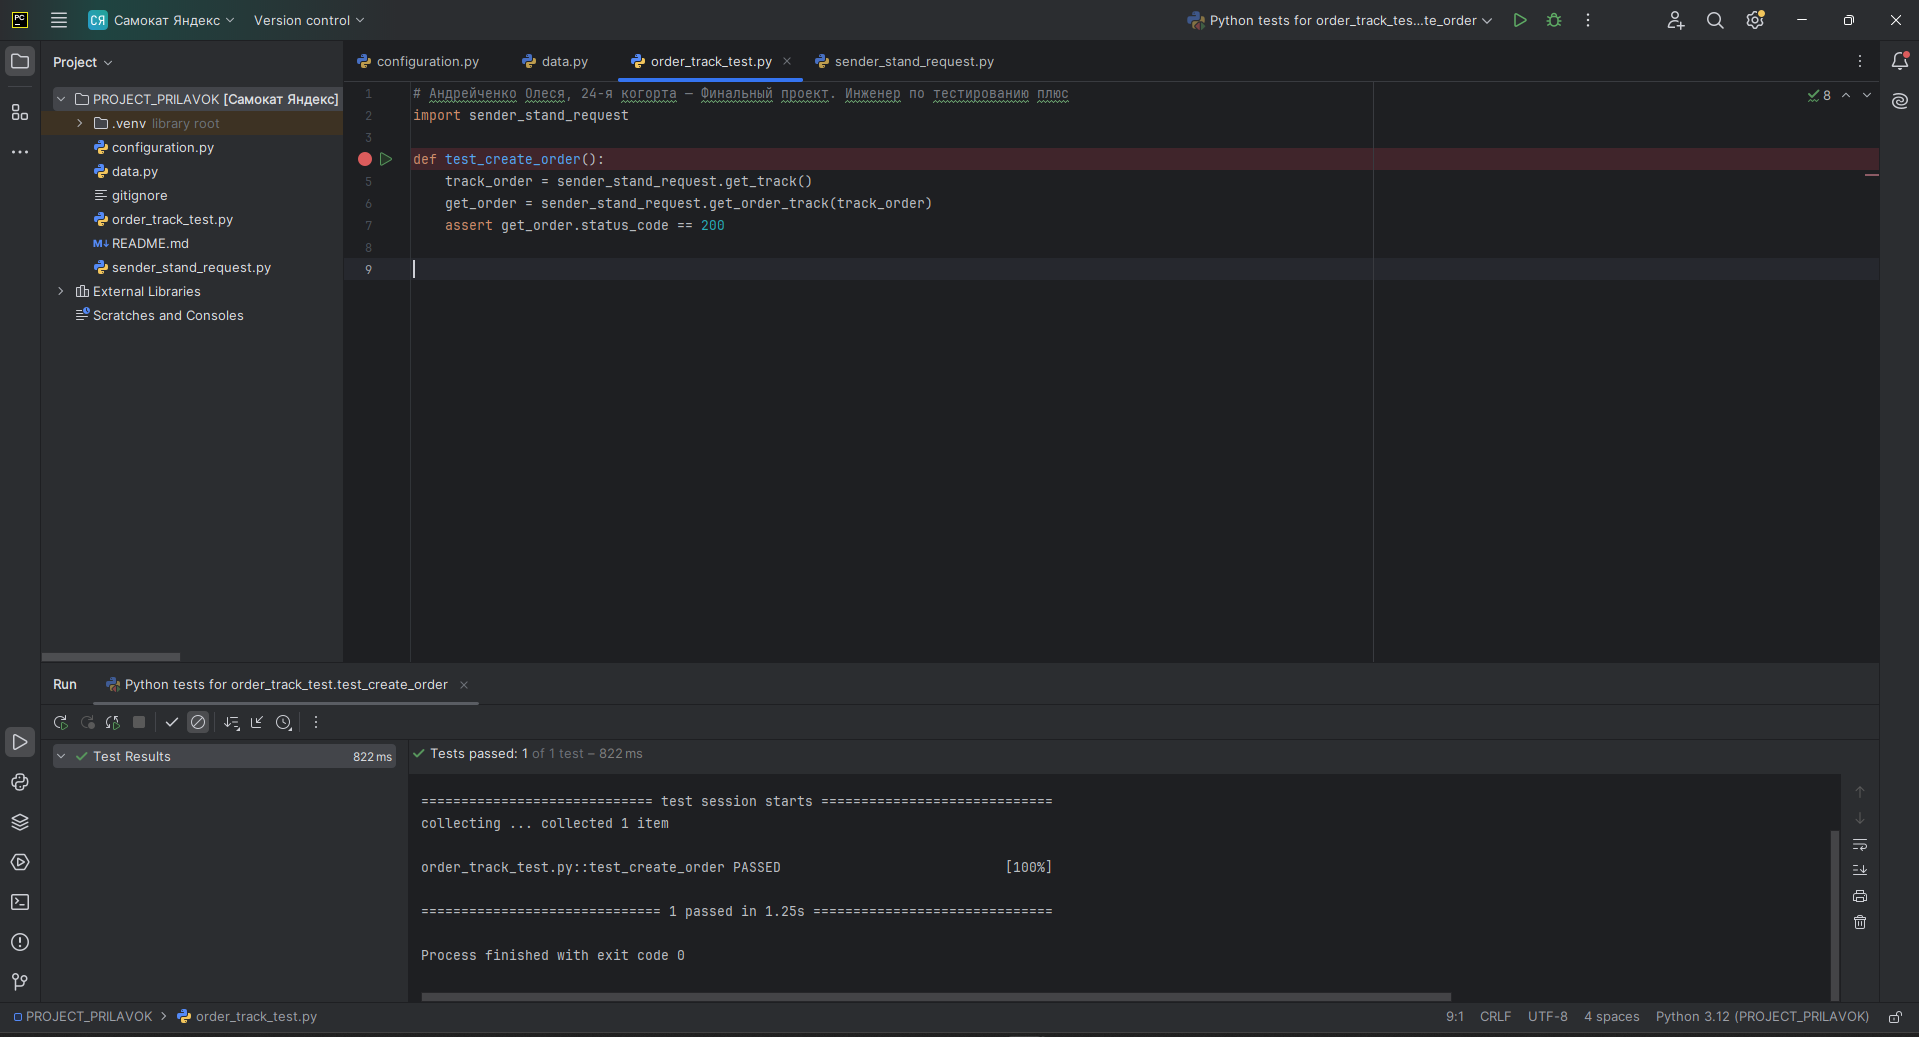 PC
СЯ Самокат Яндекс
Version control
Python tests for order_track_tes...te_order
Project
configuration.py
data.py
order_track_test.py
sender_stand_request.py
PROJECT_PRILAVOK [Самокат Яндекс]
.venv library root
configuration.py
data.py
gitignore
order_track_test.py
M↓ README.md
sender_stand_request.py
External Libraries
Scratches and Consoles
1 # Андрейченко Олеся, 24-я когорта — Финальный проект. Инженер по тестированию плюс
8
2 import sender_stand_request
3
def test_create_order():
5 track_order = sender_stand_request.get_track()
6 get_order = sender_stand_request.get_order_track(track_order)
7 assert get_order.status_code == 200
8
9
Run
Python tests for order_track_test.test_create_order
Test Results 822 ms
Tests passed: 1 of 1 test – 822 ms
============================= test session starts =============================
collecting ... collected 1 item
order_track_test.py::test_create_order PASSED [100%]
============================== 1 passed in 1.25s ==============================
Process finished with exit code 0
PROJECT_PRILAVOK > order_track_test.py
9:1 CRLF UTF-8 4 spaces Python 3.12 (PROJECT_PRILAVOK)